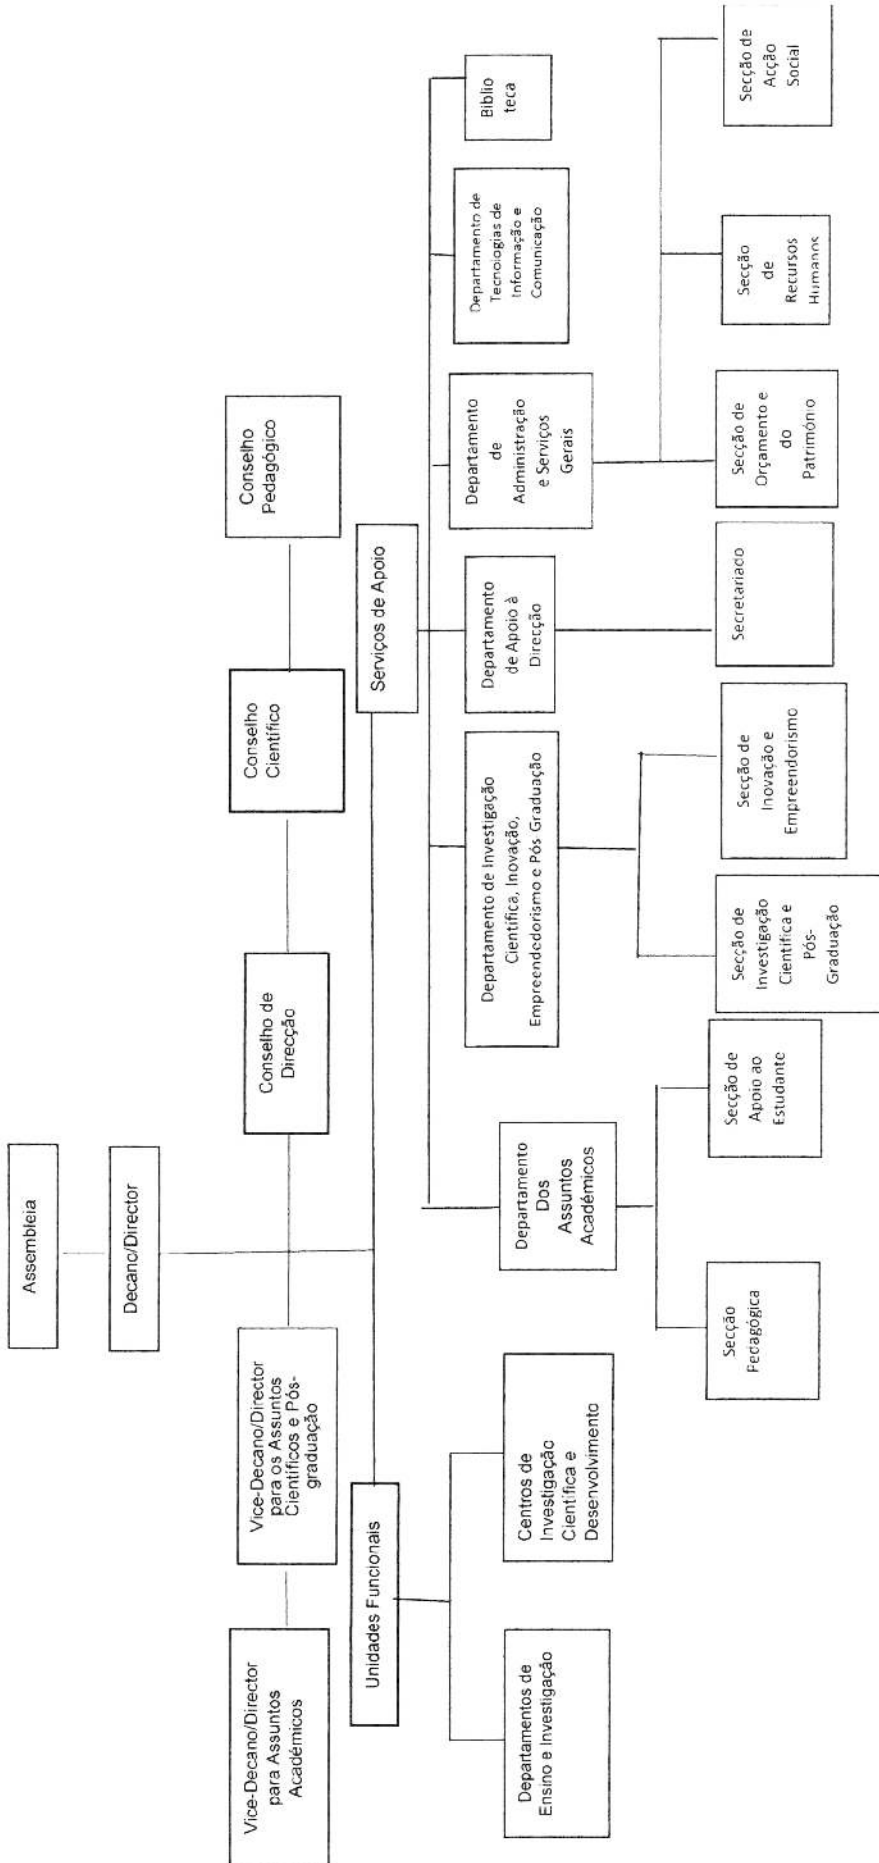 Assembleia
Decano/Director
Vice-Decano/Director
para Assuntos
Académicos
Vice-Decano/Director
para os Assuntos
Científicos e Pós-
graduação
Conselho de
Direcção
Conselho
Científico
Conselho
Pedagógico
Unidades Funcionais
Serviços de Apoio
Departamentos de
Ensino e Investigação
Centros de
Investigação
Científica e
Desenvolvimento
Departamento
Dos
Assuntos
Académicos
Departamento de Investigação
Científica, Inovação,
Empreendedorismo e Pós-Graduação
Departamento
de Apoio à
Direcção
Departamento
de
Administração
e Serviços
Gerais
Departamento de
Tecnologias de
Informação e
Comunicação
Biblio
teca
Secção
Pedagógica
Secção de
Apoio ao
Estudante
Secção de
Investigação
Científica e
Pós-
Graduação
Secção de
Inovação e
Empreendorismo
Secretariado
Secção de
Orçamento e
do
Património
Secção
de
Recursos
Humanos
Secção de
Acção
Social